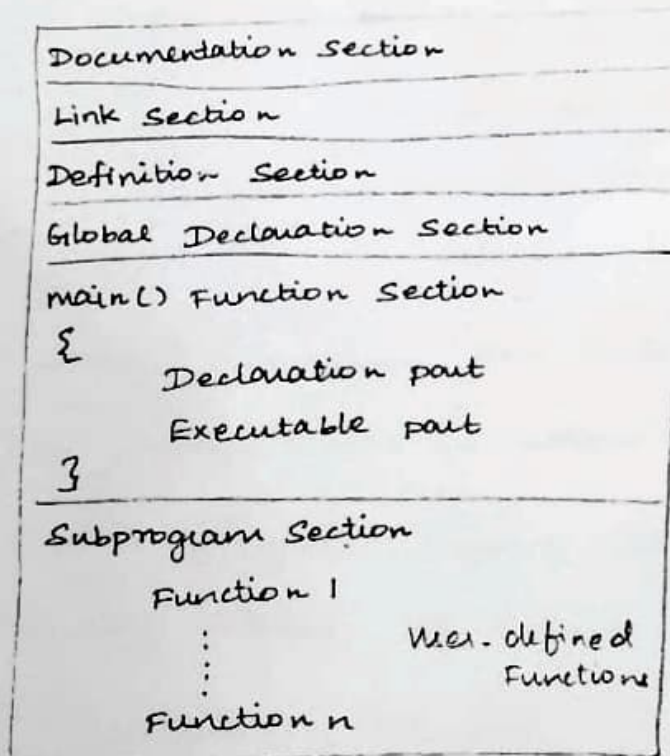 Documentation Section
Link Section
Definition Section
Global Declaration Section
main() Function Section
{
Declaration part
Executable part
}
Subprogram Section
Function 1
User-defined
Functions
Function n